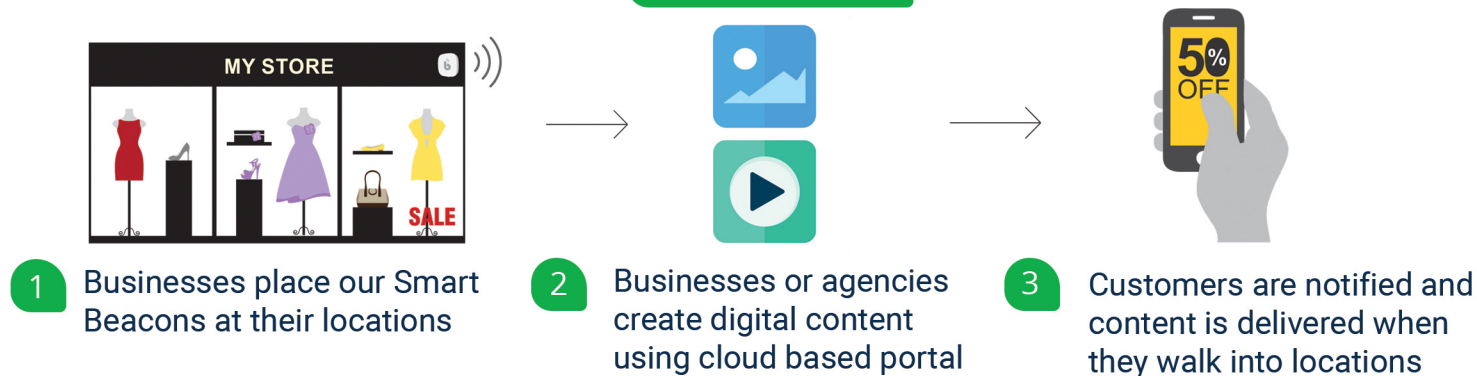 MY STORE
SALE
50%
OFF
1
Businesses place our Smart
Beacons at their locations
2
Businesses or agencies
create digital content
using cloud based portal
3
Customers are notified and
content is delivered when
they walk into locations